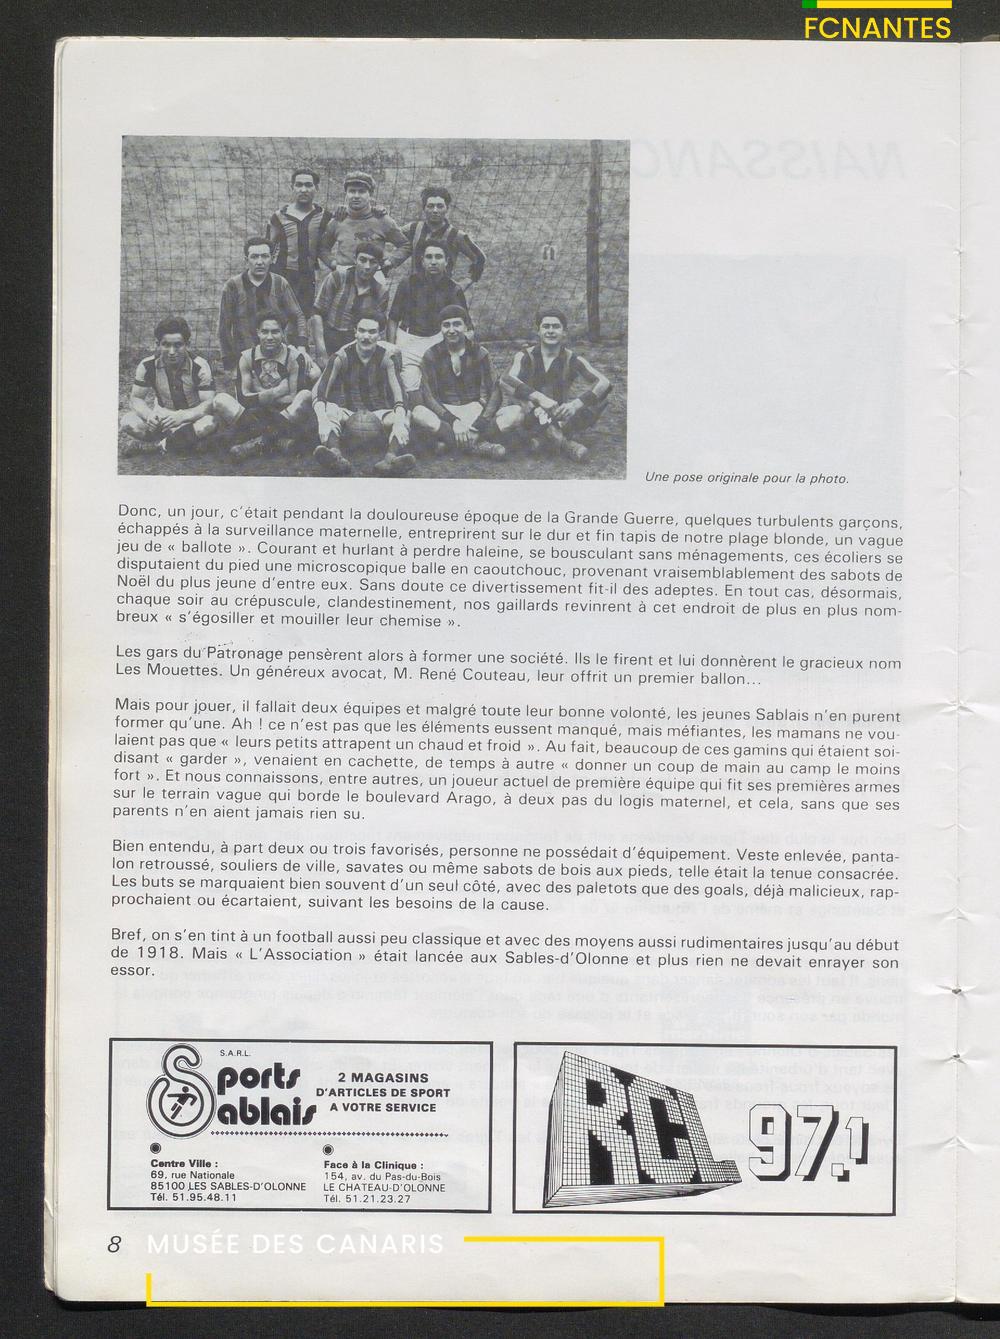 FCNANTES
Une pose originale pour la photo.
Donc, un jour, c'était pendant la douloureuse époque de la Grande Guerre, quelques turbulents garçons,
échappés à la surveillance maternelle, entreprirent sur le dur et fin tapis de notre plage blonde, un vague
jeu de « ballote ». Courant et hurlant à perdre haleine, se bousculant sans ménagements, ces écoliers se
disputaient du pied une microscopique balle en caoutchouc, provenant vraisemblablement des sabots de
Noël du plus jeune d'entre eux. Sans doute ce divertissement fit-il des adeptes. En tout cas, désormais,
chaque soir au crépuscule, clandestinement, nos gaillards revinrent à cet endroit de plus en plus nom-
breux « s'égosiller et mouiller leur chemise ».
Les gars du Patronage pensèrent alors à former une société. Ils le firent et lui donnèrent le gracieux nom
Les Mouettes. Un généreux avocat, M. René Couteau, leur offrit un premier ballon...
Mais pour jouer, il fallait deux équipes et malgré toute leur bonne volonté, les jeunes Sablais n'en purent
former qu'une. Ah ! ce n'est pas que les éléments eussent manqué, mais méfiantes, les mamans ne vou-
laient pas que « leurs petits attrapent un chaud et froid ». Au fait, beaucoup de ces gamins qui étaient soi-
disant « garder », venaient en cachette, de temps à autre « donner un coup de main au camp le moins
fort ». Et nous connaissons, entre autres, un joueur actuel de première équipe qui fit ses premières armes
sur le terrain vague qui borde le boulevard Arago, à deux pas du logis maternel, et cela, sans que ses
parents n'en aient jamais rien su.
Bien entendu, à part deux ou trois favorisés, personne ne possédait d'équipement. Veste enlevée, panta-
lon retroussé, souliers de ville, savates ou même sabots de bois aux pieds, telle était la tenue consacrée.
Les buts se marquaient bien souvent d'un seul côté, avec des paletots que des goals, déjà malicieux, rap-
prochaient ou écartaient, suivant les besoins de la cause.
Bref, on s'en tint à un football aussi peu classique et avec des moyens aussi rudimentaires jusqu'au début
de 1918. Mais « L'Association » était lancée aux Sables-d'Olonne et plus rien ne devait enrayer son
essor.
S.A.R.L.
Sports
Sablais
2 MAGASINS
D'ARTICLES DE SPORT
A VOTRE SERVICE
Centre Ville :
69, rue Nationale
85100 LES SABLES-D'OLONNE
Tél. 51.95.48.11
Face à la Clinique :
154, av. du Pas-du-Bois
LE CHATEAU-D'OLONNE
Tél. 51.21.23.27
RCL 97.1
8
MUSÉE DES CANARIS